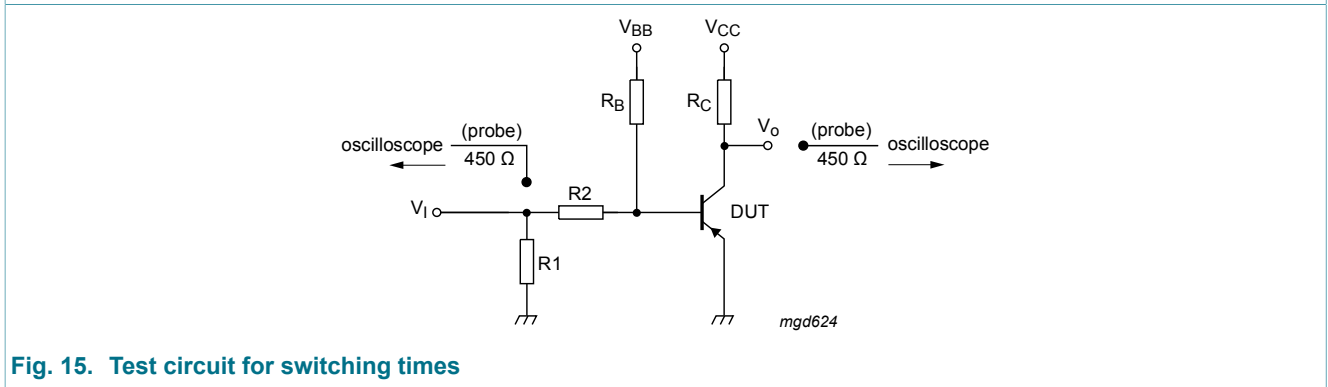 VBB VCC
RB RC
oscilloscope (probe) 450 Ω
Vo (probe) 450 Ω oscilloscope
VI R2 DUT
R1
mgd624
Fig. 15. Test circuit for switching times